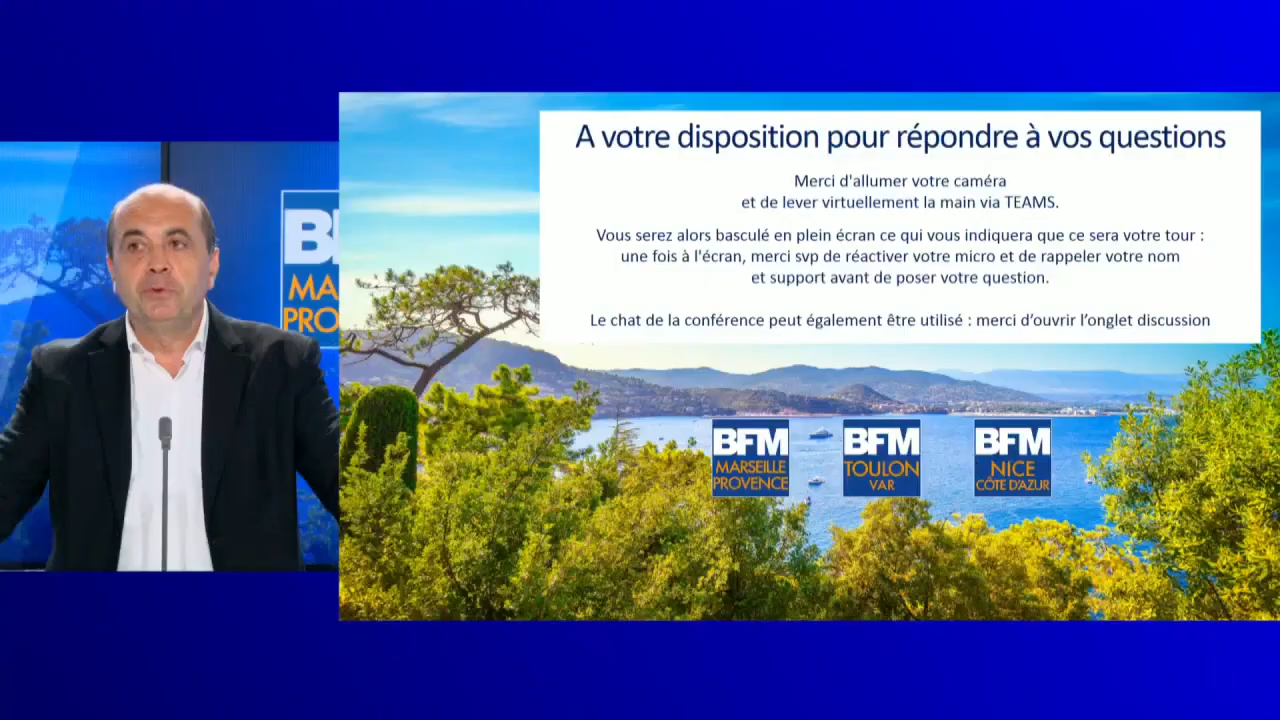 A votre disposition pour répondre à vos questions
Merci d'allumer votre caméra
et de lever virtuellement la main via TEAMS.
Vous serez alors basculé en plein écran ce qui vous indiquera que ce sera votre tour :
une fois à l'écran, merci svp de réactiver votre micro et de rappeler votre nom
et support avant de poser votre question.
Le chat de la conférence peut également être utilisé : merci d’ouvrir l’onglet discussion
B
MA
PRO
BFM
MARSEILLE
PROVENCE
BFM
TOULON
VAR
BFM
NICE
CÔTE D'AZUR